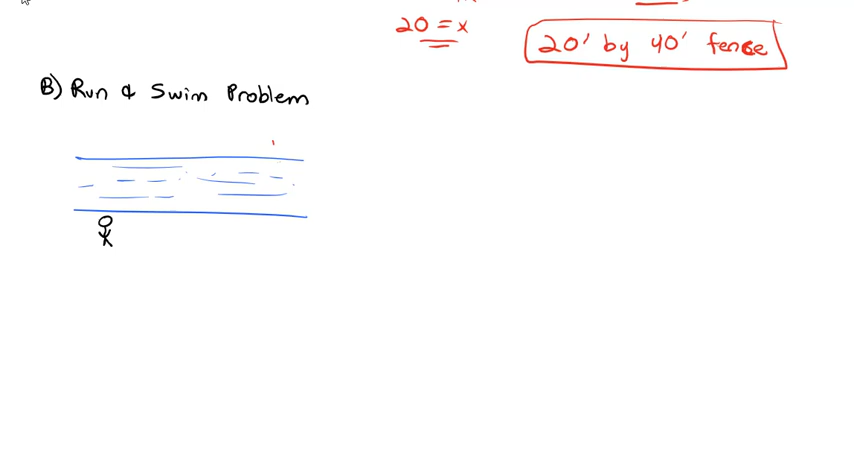 20 = x
20' by 40' fence
B) Run & Swim Problem